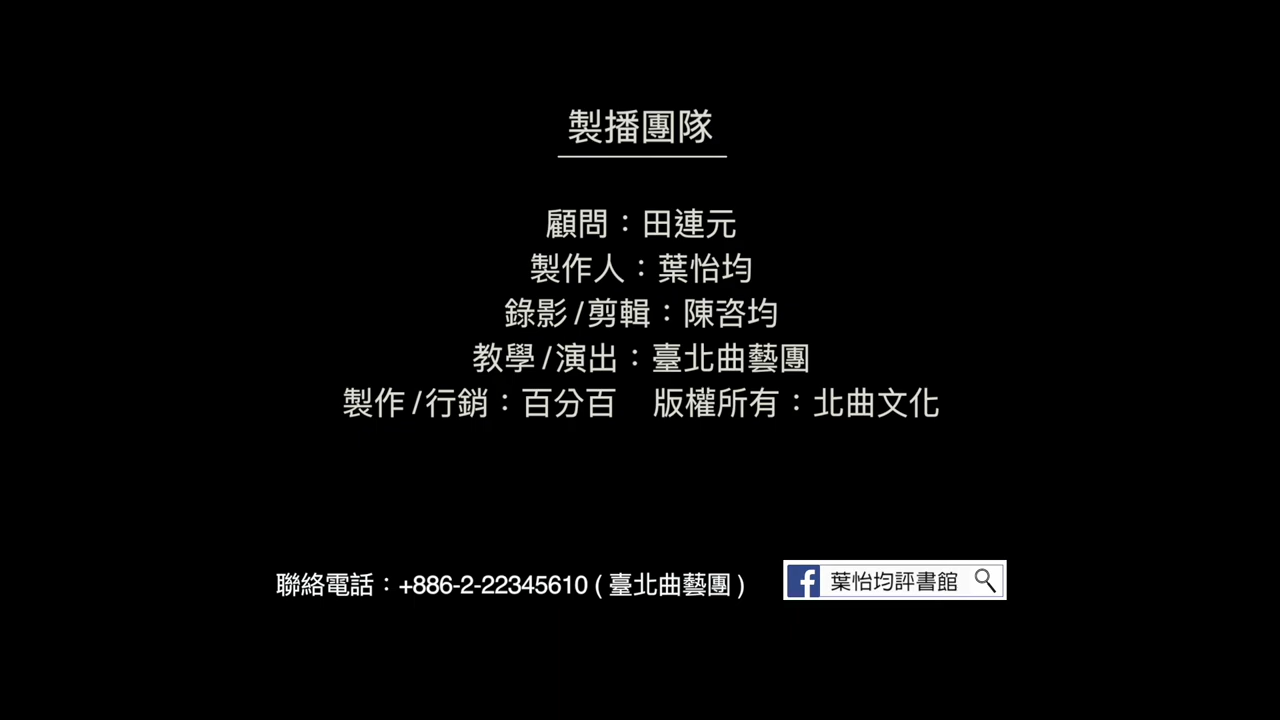 製播團隊
顧問：田連元
製作人：葉怡均
錄影/剪輯：陳咨均
教學/演出：臺北曲藝團
製作/行銷：百分百　版權所有：北曲文化
聯絡電話：+886-2-22345610 ( 臺北曲藝團 )　f 葉怡均評書館